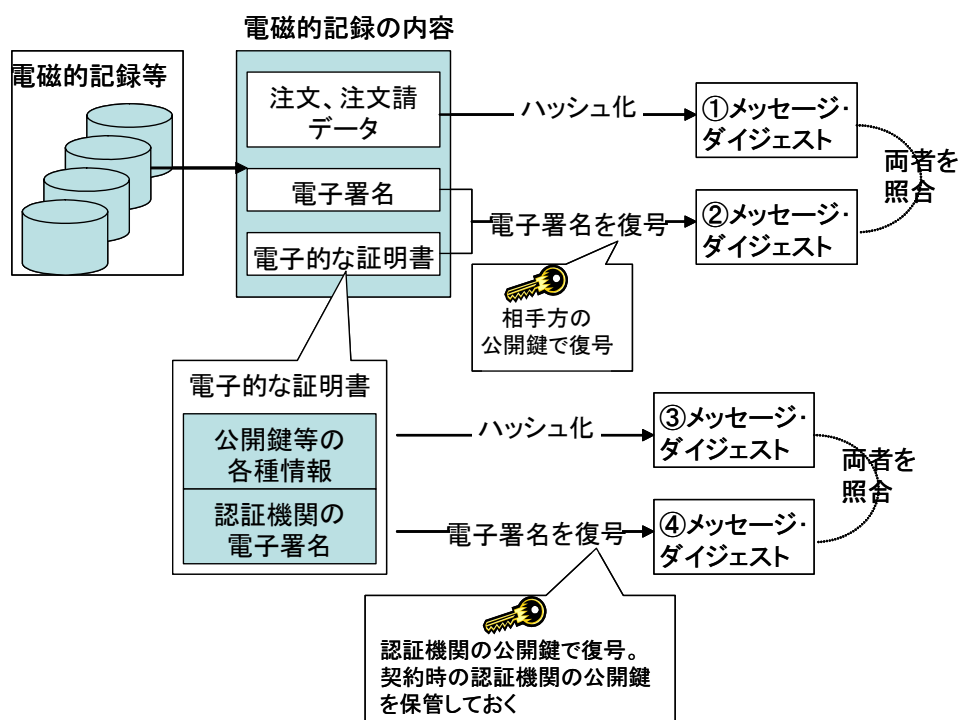 電磁的記録の内容
電磁的記録等
注文、注文請
データ
ハッシュ化
①メッセージ・
ダイジェスト
両者を
照合
電子署名
電子署名を復号
②メッセージ・
ダイジェスト
電子的な証明書
相手方の
公開鍵で復号
電子的な証明書
公開鍵等の
各種情報
ハッシュ化
③メッセージ・
ダイジェスト
両者を
照合
認証機関の
電子署名
電子署名を復号
④メッセージ・
ダイジェスト
認証機関の公開鍵で復号。
契約時の認証機関の公開鍵
を保管しておく